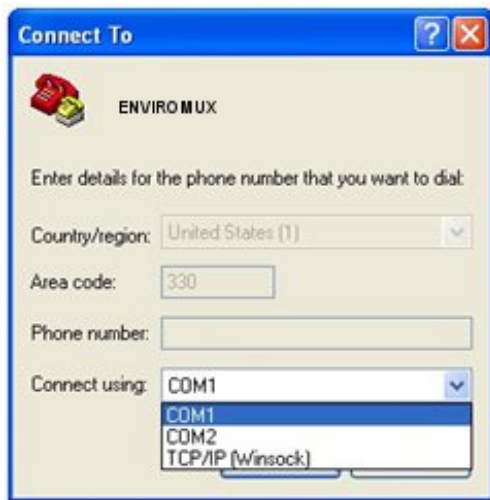 Connect To
ENVIROMUX
Enter details for the phone number that you want to dial:
Country/region: United States (1)
Area code: 330
Phone number:
Connect using: COM1
COM1
COM2
TCP/IP (Winsock)